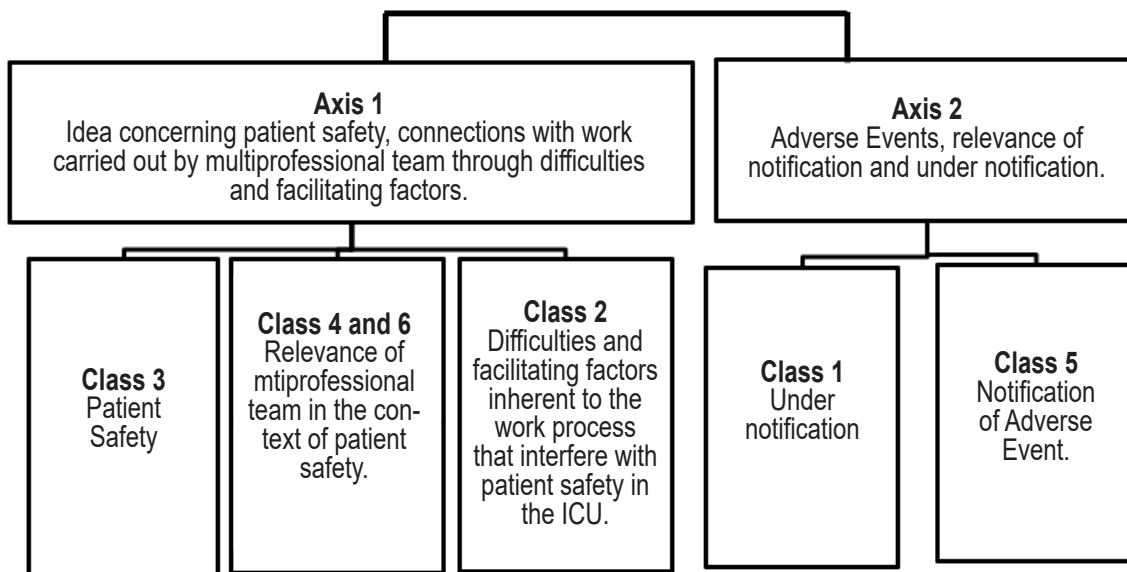 Axis 1
Idea concerning patient safety, connections with work
carried out by multiprofessional team through difficulties
and facilitating factors.
Axis 2
Adverse Events, relevance of
notification and under notification.
Class 3
Patient
Safety
Class 4 and 6
Relevance of
mtiprofessional
team in the con-
text of patient
safety.
Class 2
Difficulties and
facilitating factors
inherent to the
work process
that interfere with
patient safety in
the ICU.
Class 1
Under
notification
Class 5
Notification
of Adverse
Event.